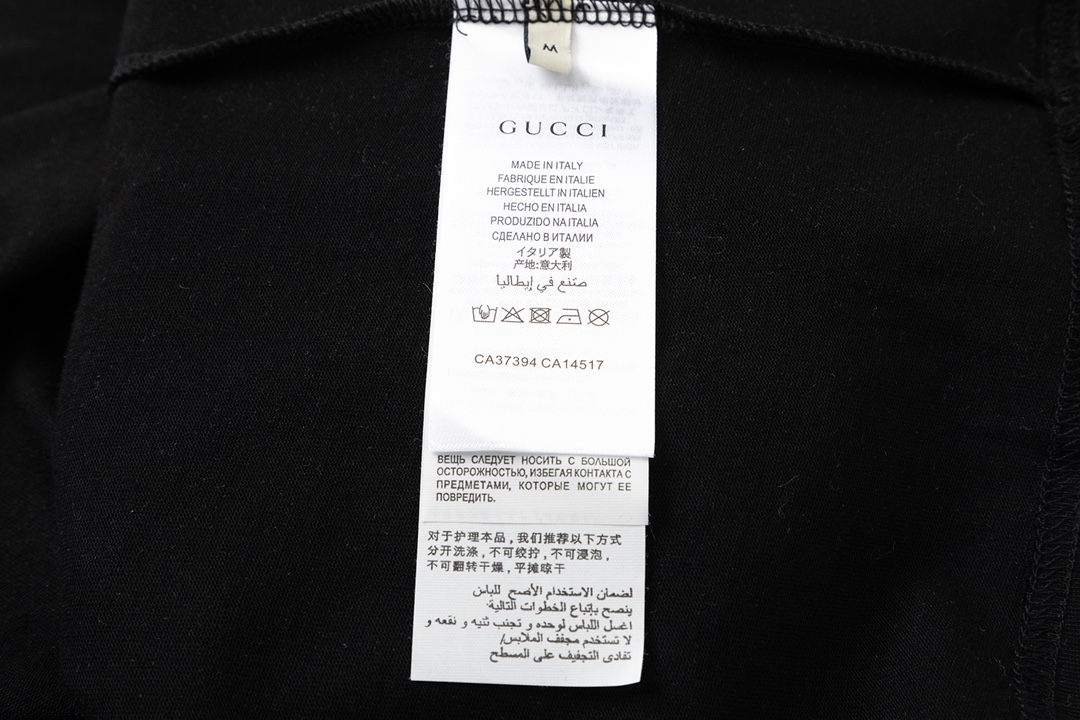 M
GUCCI
MADE IN ITALY
FABRIQUE EN ITALIE
HERGESTELLT IN ITALIEN
HECHO EN ITALIA
PRODUZIDO NA ITALIA
СДЕЛАНО В ИТАЛИИ
イタリア製
产地:意大利
صنع في إيطاليا
CA37394 CA14517
ВЕЩЬ СЛЕДУЕТ НОСИТЬ С БОЛЬШОЙ
ОСТОРОЖНОСТЬЮ, ИЗБЕГАЯ КОНТАКТА С
ПРЕДМЕТАМИ, КОТОРЫЕ МОГУТ ЕЕ
ПОВРЕДИТЬ.
对于护理本品，我们推荐以下方式
分开洗涤，不可绞拧，不可浸泡，
不可翻转干燥，平摊晾干
لضمان الاستخدام الأصح للباس
ينصح بإتباع الخطوات التالية:
اغسل اللباس لوحده و تجنب ثنيه و نقعه و
لا تستخدم مجفف الملابس/
تفادى التجفيف على المسطح